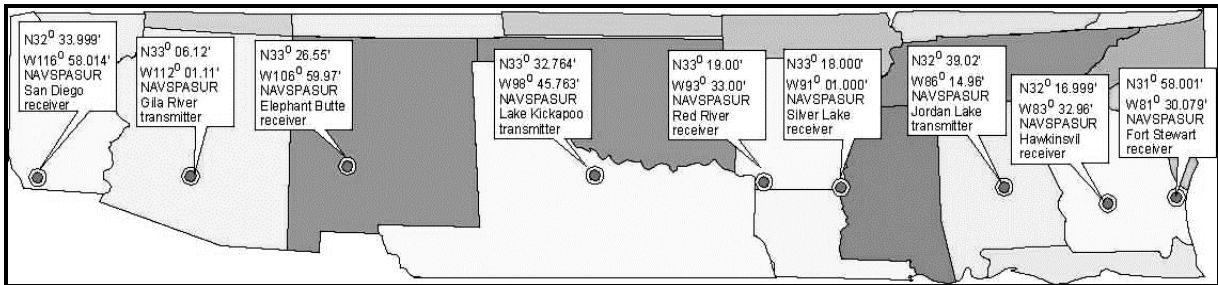 N32⁰ 33.999'
W116⁰ 58.014'
NAVSPASUR
San Diego
receiver
N33⁰ 06.12'
W112⁰ 01.11'
NAVSPASUR
Gila River
transmitter
N33⁰ 26.55'
W106⁰ 59.97'
NAVSPASUR
Elephant Butte
receiver
N33⁰ 32.764'
W98⁰ 45.763'
NAVSPASUR
Lake Kickapoo
transmitter
N33⁰ 19.00'
W93⁰ 33.00'
NAVSPASUR
Red River
receiver
N33⁰ 18.000'
W91⁰ 01.000'
NAVSPASUR
Silver Lake
receiver
N32⁰ 39.02'
W86⁰ 14.96'
NAVSPASUR
Jordan Lake
transmitter
N32⁰ 16.999'
W83⁰ 32.96'
NAVSPASUR
Hawkinsvil
receiver
N31⁰ 58.001'
W81⁰ 30.079'
NAVSPASUR
Fort Stewart
receiver